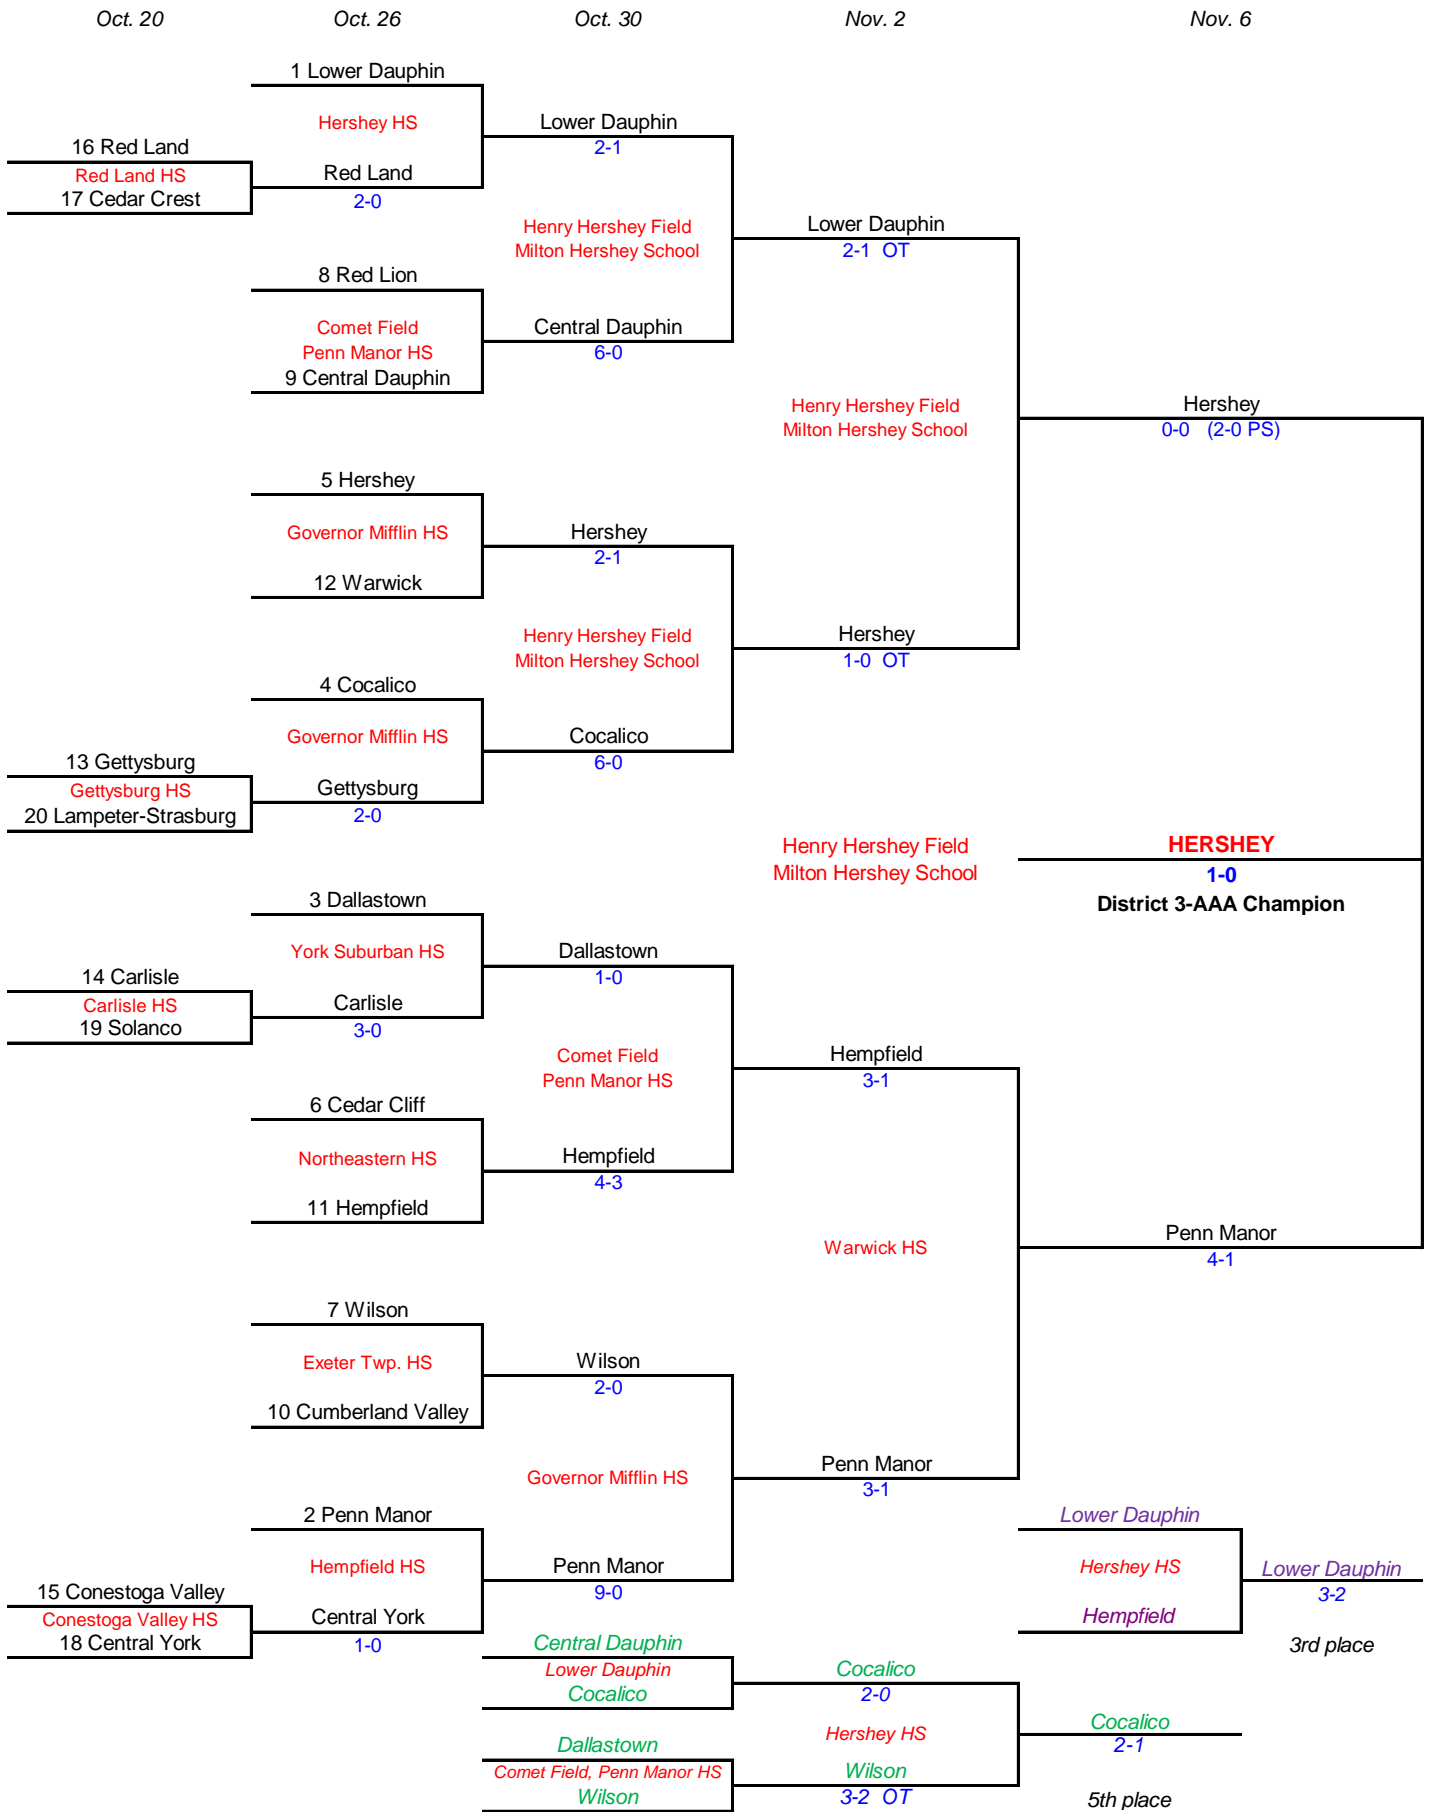 Oct. 20 Oct. 26 Oct. 30 Nov. 2 Nov. 6
1 Lower Dauphin
Hershey HS
Lower Dauphin
2-1
16 Red Land
Red Land HS
17 Cedar Crest
Red Land
2-0
Henry Hershey Field
Milton Hershey School
Lower Dauphin
2-1 OT
8 Red Lion
Comet Field
Penn Manor HS
9 Central Dauphin
Central Dauphin
6-0
Henry Hershey Field
Milton Hershey School
Hershey
0-0 (2-0 PS)
5 Hershey
Governor Mifflin HS
12 Warwick
Hershey
2-1
Henry Hershey Field
Milton Hershey School
Hershey
1-0 OT
4 Cocalico
Governor Mifflin HS
Cocalico
6-0
13 Gettysburg
Gettysburg HS
20 Lampeter-Strasburg
Gettysburg
2-0
Henry Hershey Field
Milton Hershey School
HERSHEY
1-0
District 3-AAA Champion
3 Dallastown
York Suburban HS
Dallastown
1-0
14 Carlisle
Carlisle HS
19 Solanco
Carlisle
3-0
Comet Field
Penn Manor HS
Hempfield
3-1
6 Cedar Cliff
Northeastern HS
11 Hempfield
Hempfield
4-3
Warwick HS
Penn Manor
4-1
7 Wilson
Exeter Twp. HS
10 Cumberland Valley
Wilson
2-0
Governor Mifflin HS
Penn Manor
3-1
2 Penn Manor
Hempfield HS
Penn Manor
9-0
15 Conestoga Valley
Conestoga Valley HS
18 Central York
Central York
1-0
Lower Dauphin
Hershey HS
Hempfield
Lower Dauphin
3-2
3rd place
Central Dauphin
Lower Dauphin
Cocalico
Cocalico
2-0
Hershey HS
Dallastown
Comet Field, Penn Manor HS
Wilson
Wilson
3-2 OT
Cocalico
2-1
5th place